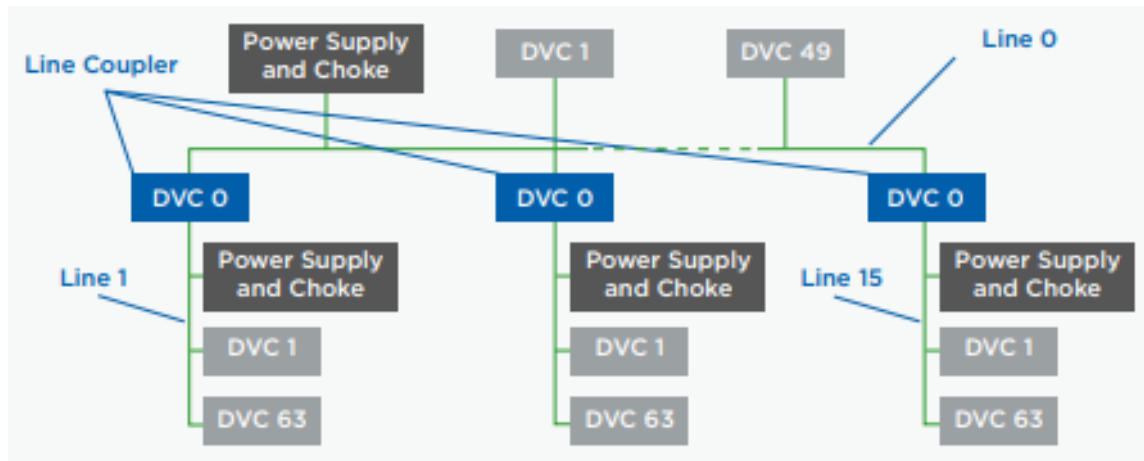 Power Supply
and Choke
DVC 1
DVC 49
Line 0
Line Coupler
DVC 0
DVC 0
DVC 0
Power Supply
and Choke
Power Supply
and Choke
Power Supply
and Choke
Line 1
Line 15
DVC 1
DVC 1
DVC 1
DVC 63
DVC 63
DVC 63